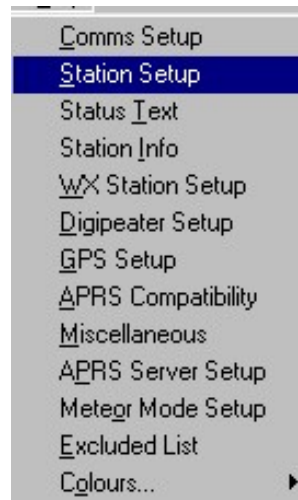 Comms Setup
Station Setup
Status Text
Station Info
WX Station Setup
Digipeater Setup
GPS Setup
APRS Compatibility
Miscellaneous
APRS Server Setup
Meteor Mode Setup
Excluded List
Colours...